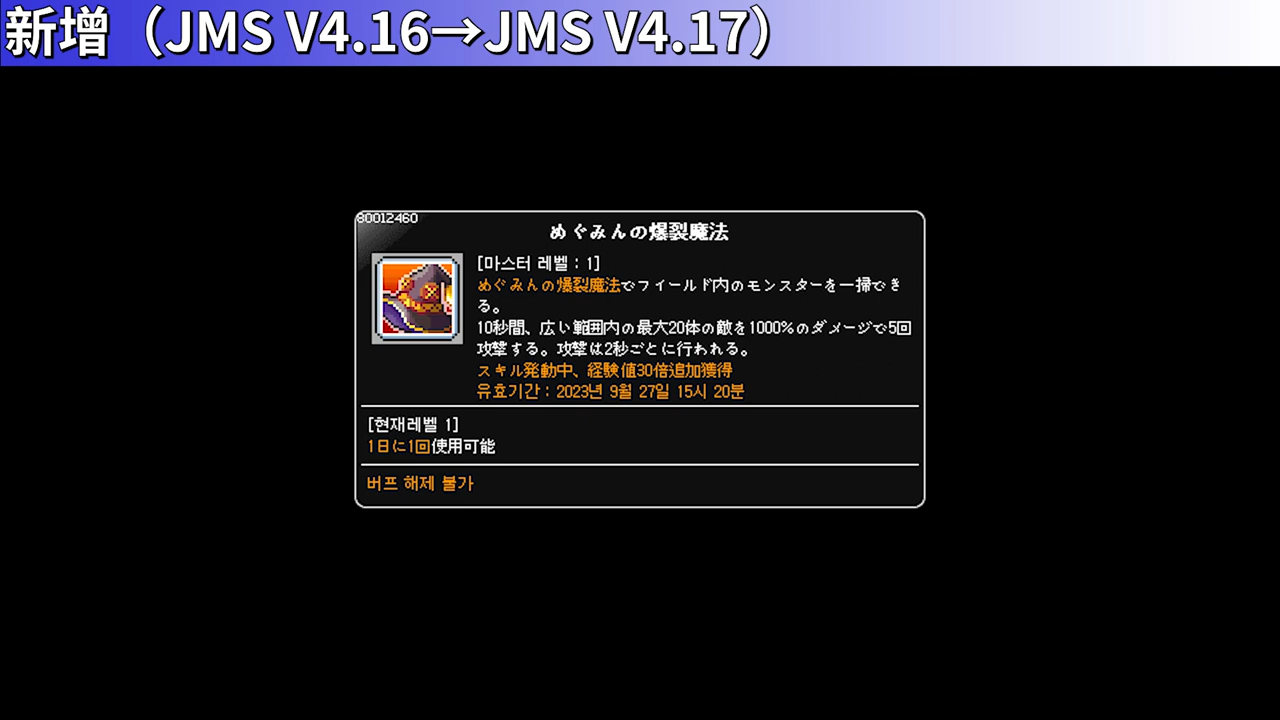 新増（JMS V4.16→JMS V4.17）
80012460
めぐみんの爆裂魔法
[마스터 레벨 : 1]
めぐみんの爆裂魔法でフィールド内のモンスターを一掃でき
る。
10秒間、広い範囲内の最大20体の敵を1000%のダメージで5回
攻撃する。攻撃は2秒ごとに行われる。
スキル発動中、経験値30倍追加獲得
유효기간 : 2023년 9월 27일 15시 20분
[현재레벨 1]
1日に1回使用可能
버프 해제 불가